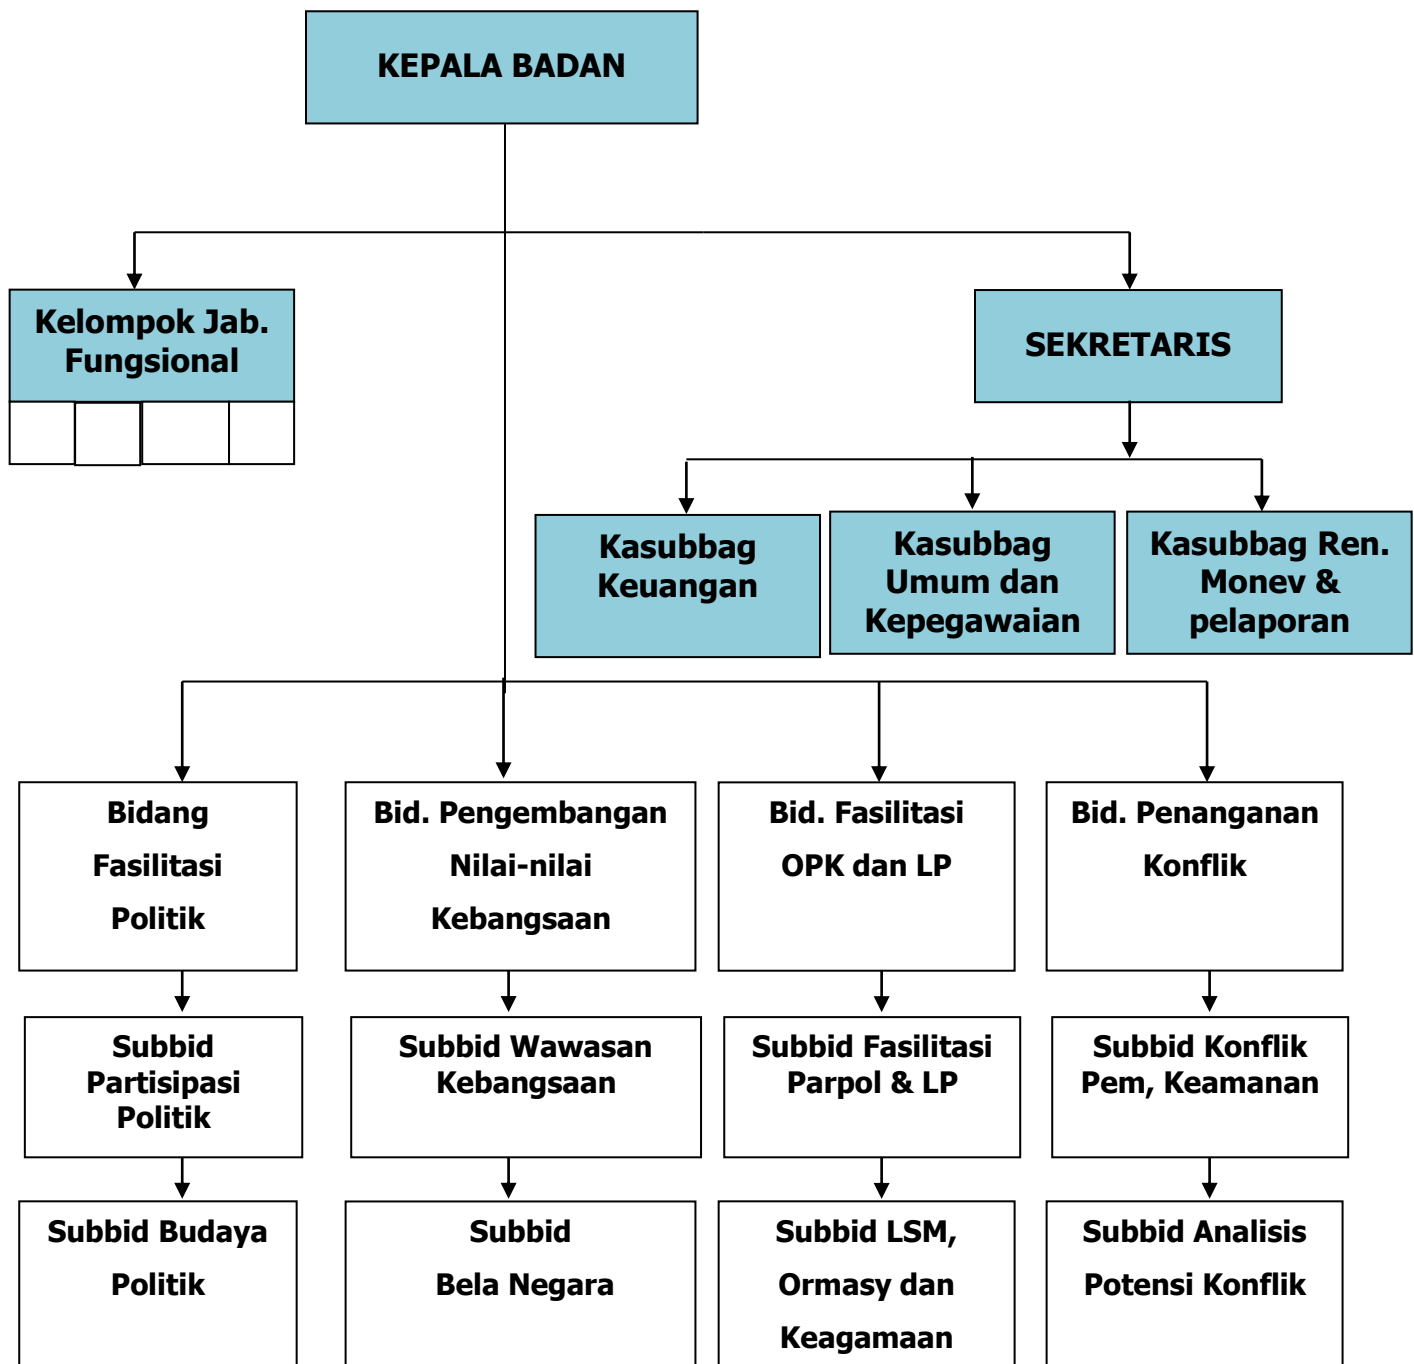 KEPALA BADAN
Kelompok Jab.
Fungsional
SEKRETARIS
Kasubbag
Keuangan
Kasubbag
Umum dan
Kepegawaian
Kasubbag Ren.
Monev &
pelaporan
Bidang
Fasilitasi
Politik
Bid. Pengembangan
Nilai-nilai
Kebangsaan
Bid. Fasilitasi
OPK dan LP
Bid. Penanganan
Konflik
Subbid
Partisipasi
Politik
Subbid Wawasan
Kebangsaan
Subbid Fasilitasi
Parpol & LP
Subbid Konflik
Pem, Keamanan
Subbid Budaya
Politik
Subbid
Bela Negara
Subbid LSM,
Ormasy dan
Keagamaan
Subbid Analisis
Potensi Konflik